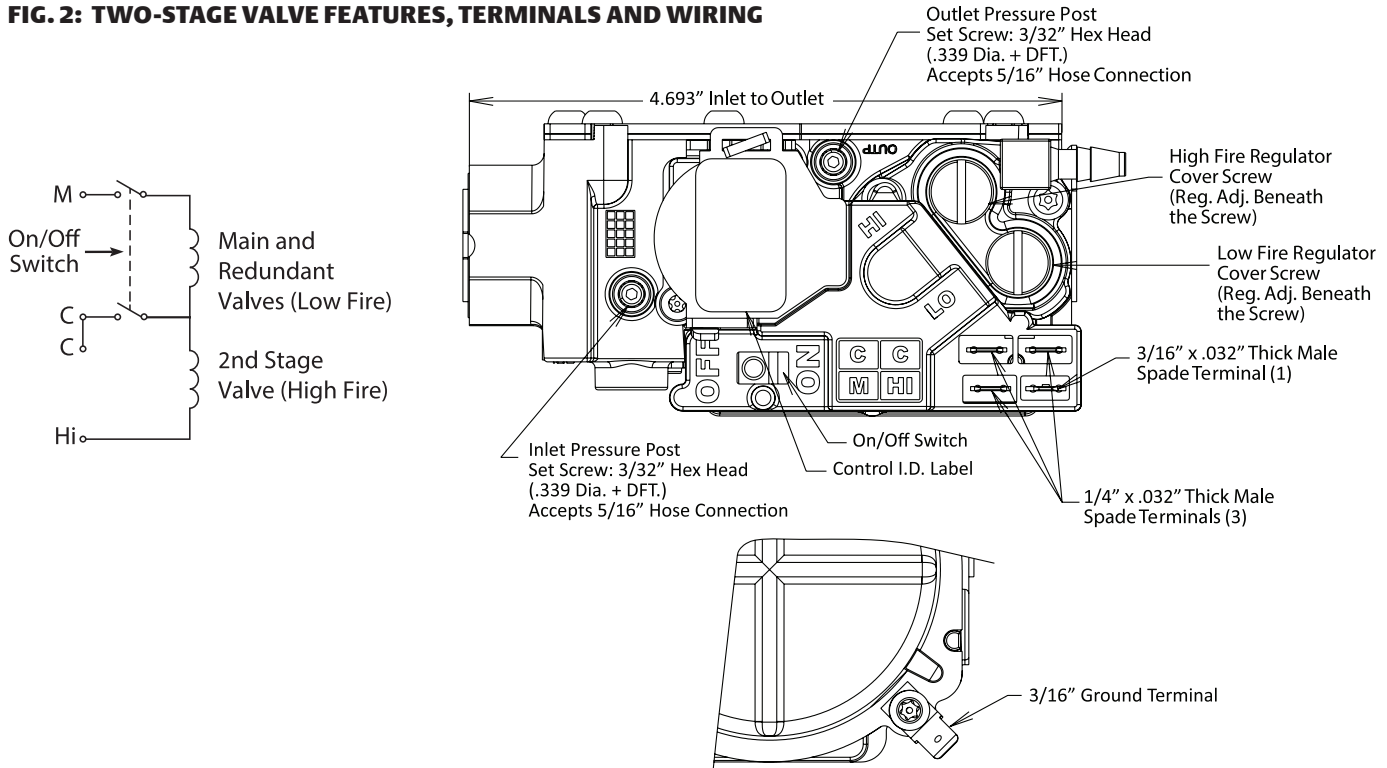 FIG. 2: TWO-STAGE VALVE FEATURES, TERMINALS AND WIRING
Outlet Pressure Post
Set Screw: 3/32” Hex Head
(.339 Dia. + DFT.)
Accepts 5/16” Hose Connection
4.693” Inlet to Outlet
OUTP
High Fire Regulator
Cover Screw
(Reg. Adj. Beneath
the Screw)
Low Fire Regulator
Cover Screw
(Reg. Adj. Beneath
the Screw)
M
On/Off
Switch
Main and
Redundant
Valves (Low Fire)
C
C
2nd Stage
Valve (High Fire)
Hi
HI
LO
OFF
ON
C C
M HI
3/16” x .032” Thick Male
Spade Terminal (1)
On/Off Switch
Control I.D. Label
Inlet Pressure Post
Set Screw: 3/32” Hex Head
(.339 Dia. + DFT.)
Accepts 5/16” Hose Connection
1/4” x .032” Thick Male
Spade Terminals (3)
3/16” Ground Terminal